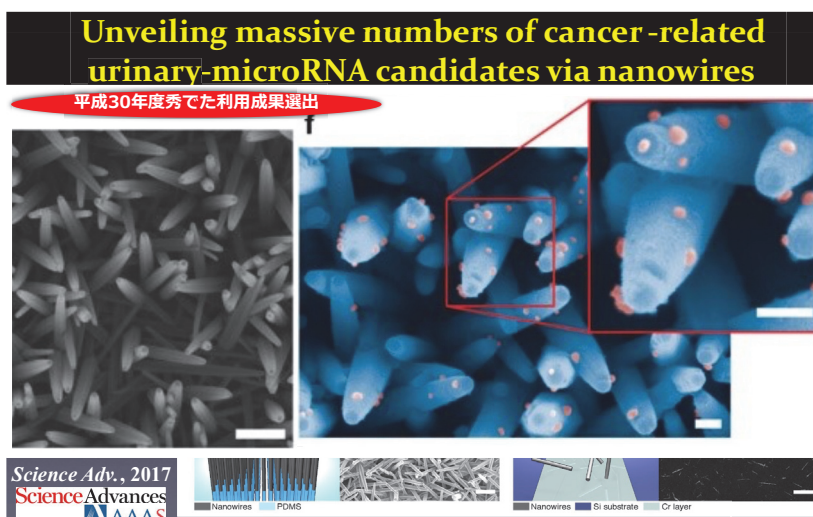 Unveiling massive numbers of cancer-related
urinary-microRNA candidates via nanowires
平成30年度秀でた利用成果選出
f
Science Adv., 2017
Science Advances
AAAS
Nanowires
PDMS
Nanowires
Si substrate
Cr layer